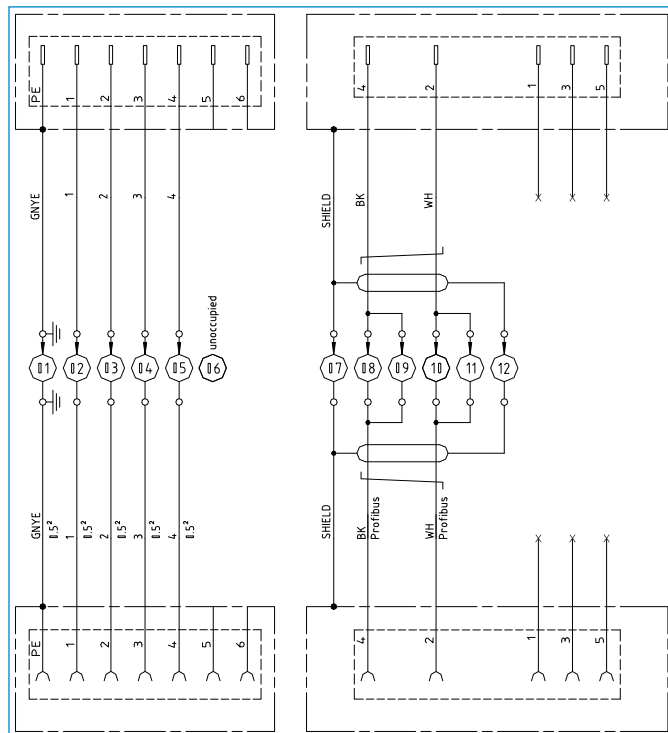 PE 1 2 3 4 5 6
4 2 1 3 5
GNYE 1 2 3 4
SHIELD BK WH
unoccupied
01 02 03 04 05 06
07 08 09 10 11 12
GNYE 1 2 3 4
0.5² 0.5² 0.5² 0.5² 0.5²
SHIELD BK WH
Profibus Profibus
PE 1 2 3 4 5 6
4 2 1 3 5